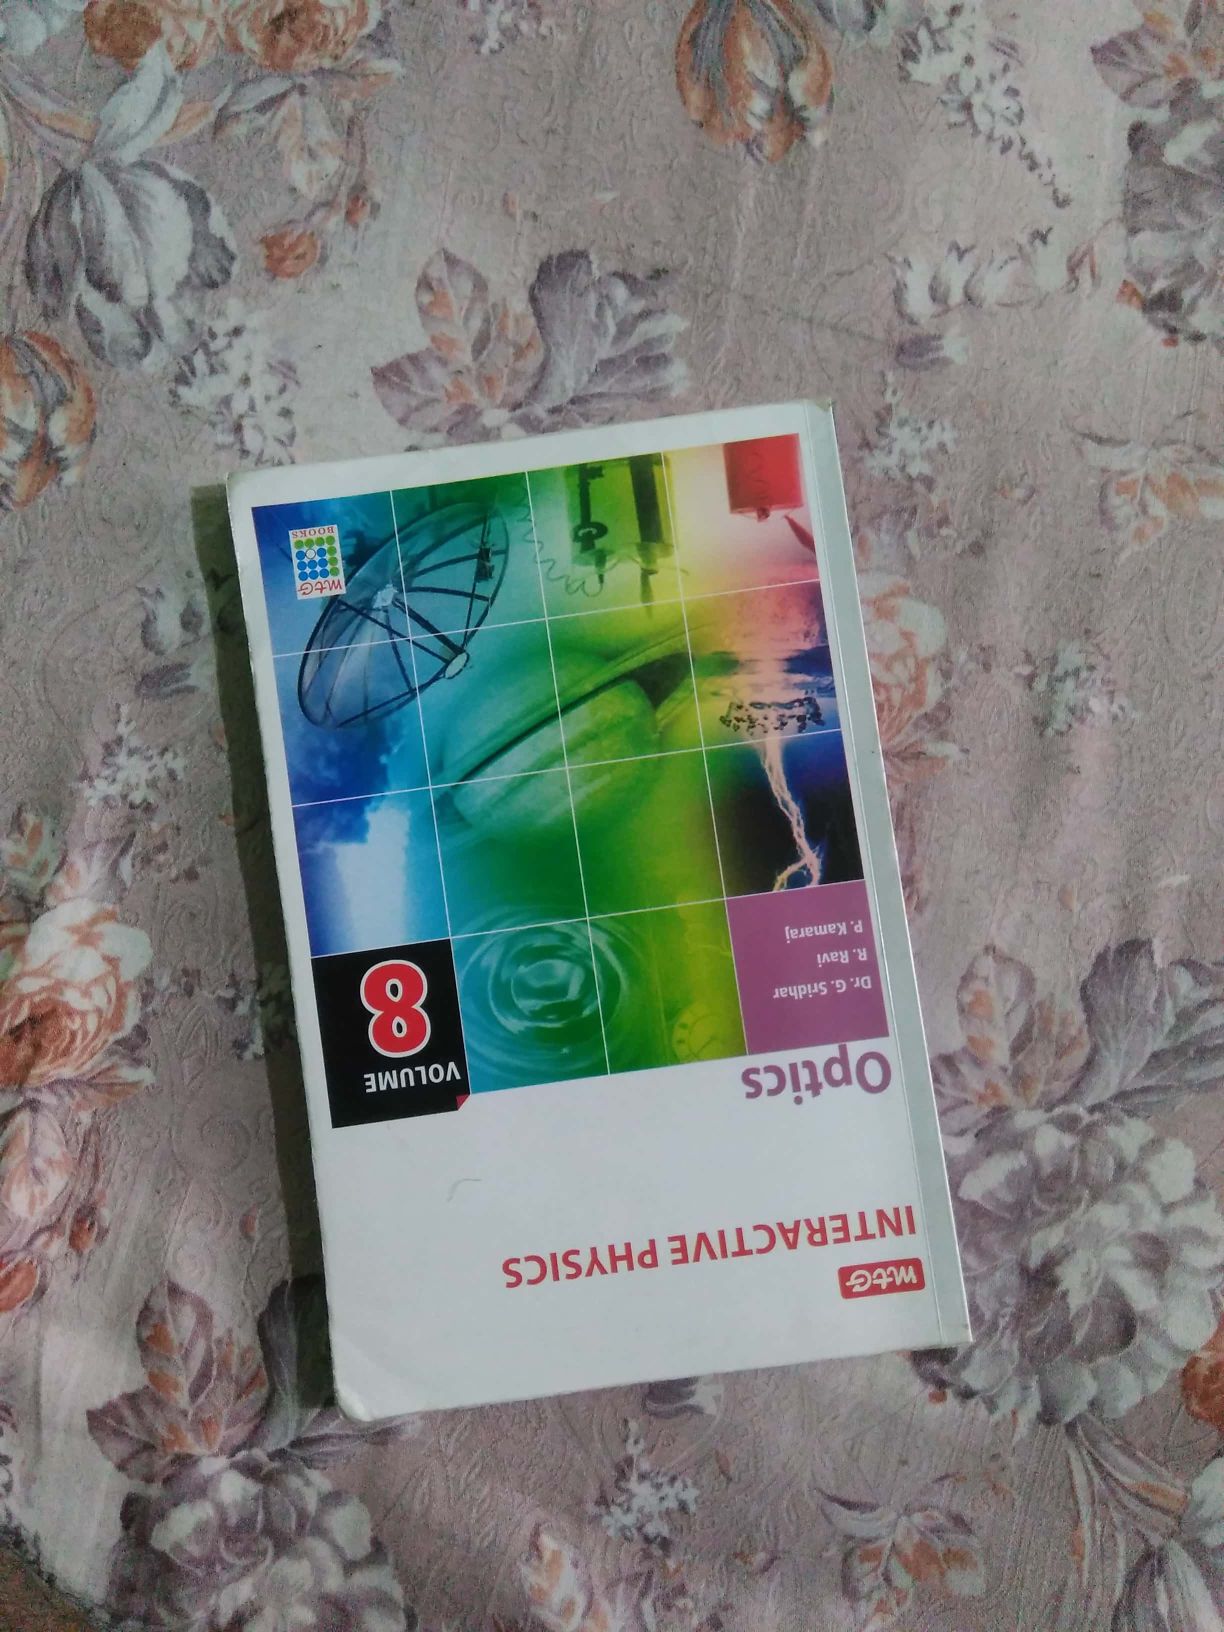 mtG
INTERACTIVE PHYSICS
Optics
Dr. G. Sridhar
R. Ravi
P. Kamaraj
VOLUME
8
mtG
BOOKS